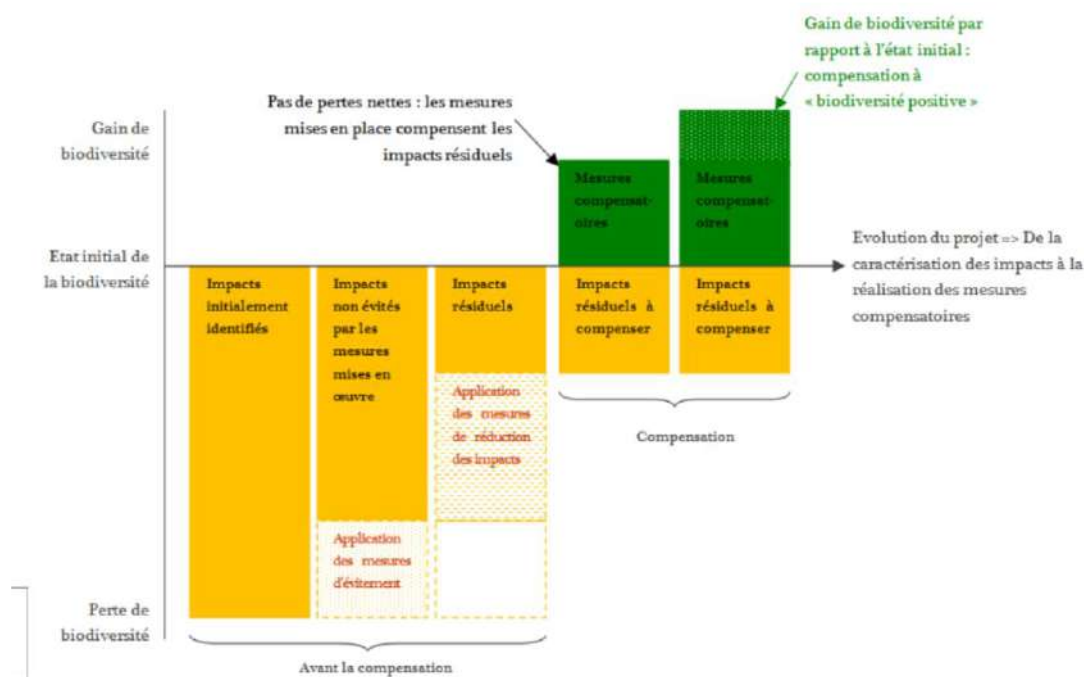 Gain de biodiversité par
rapport à l'état initial :
compensation à
« biodiversité positive »
Pas de pertes nettes : les mesures
mises en place compensent les
impacts résiduels
Gain de
biodiversité
Mesures
compensat-
oires
Mesures
compensat-
oires
Etat initial de
la biodiversité
Evolution du projet => De la
caractérisation des impacts à la
réalisation des mesures
compensatoires
Impacts
initialement
identifiés
Impacts
non évités
par les
mesures
mises en
œuvre
Impacts
résiduels
Impacts
résiduels à
compenser
Impacts
résiduels à
compenser
Application
des mesures
de réduction
des impacts
Compensation
Application
des mesures
d'évitement
Perte de
biodiversité
Avant la compensation